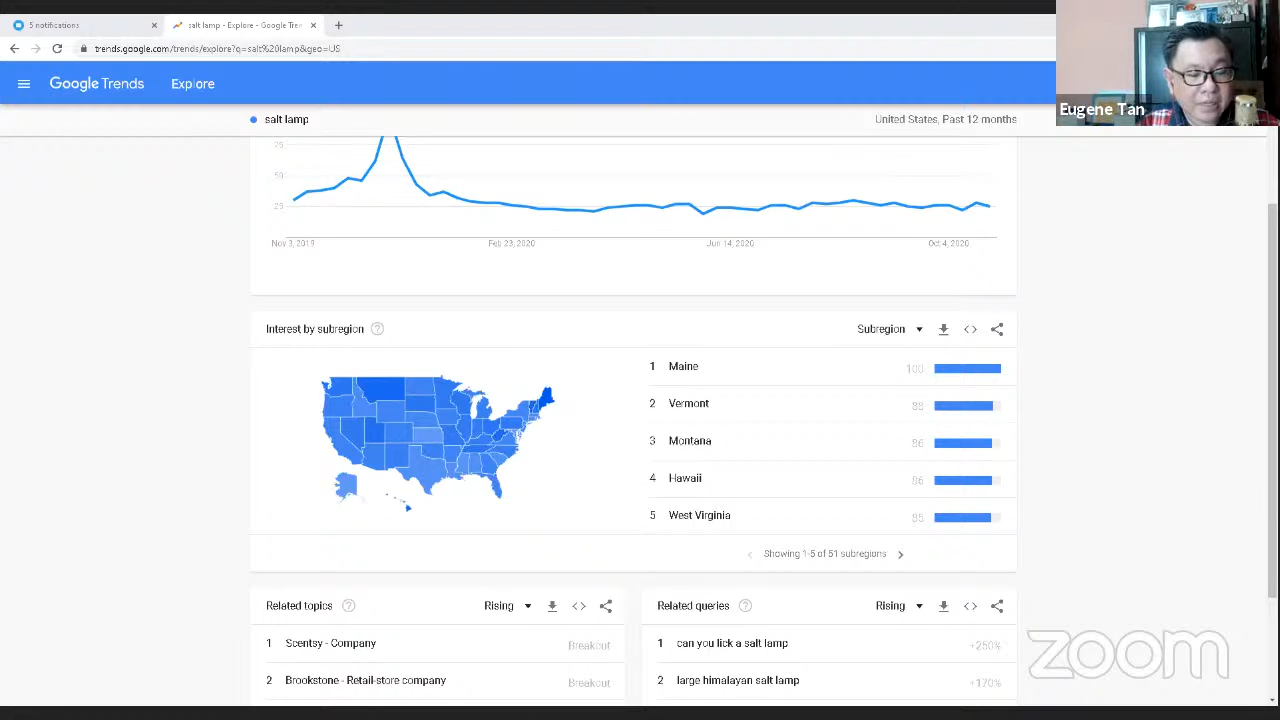 5 notifications
salt lamp - Explore - Google Tren
trends.google.com/trends/explore?q=salt%20lamp&geo=US
Google Trends
Explore
Eugene Tan
salt lamp
United States, Past 12 months
75
50
25
Nov 3, 2019
Feb 23, 2020
Jun 14, 2020
Oct 4, 2020
Interest by subregion
Subregion
1 Maine 100
2 Vermont 88
3 Montana 86
4 Hawaii 86
5 West Virginia 85
Showing 1-5 of 51 subregions
Related topics
Rising
Related queries
Rising
1 Scentsy - Company Breakout
1 can you lick a salt lamp +250%
2 Brookstone - Retail-store company Breakout
2 large himalayan salt lamp +170%
zoom